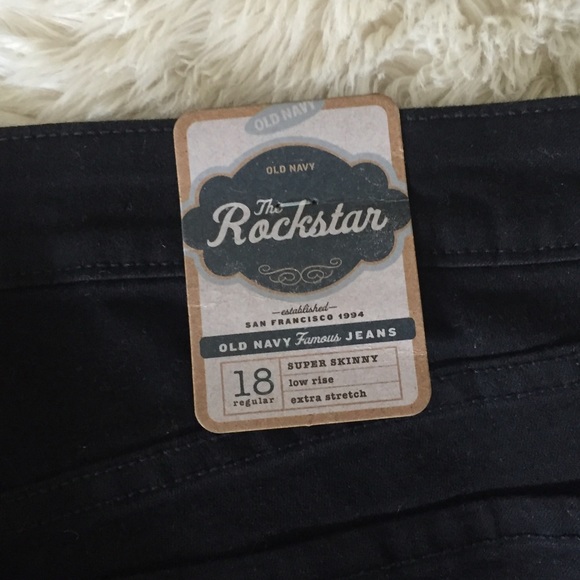 OLD NAVY
OLD NAVY
The
Rockstar
established
SAN FRANCISCO 1994
OLD NAVY Famous JEANS
18
regular
SUPER SKINNY
low rise
extra stretch